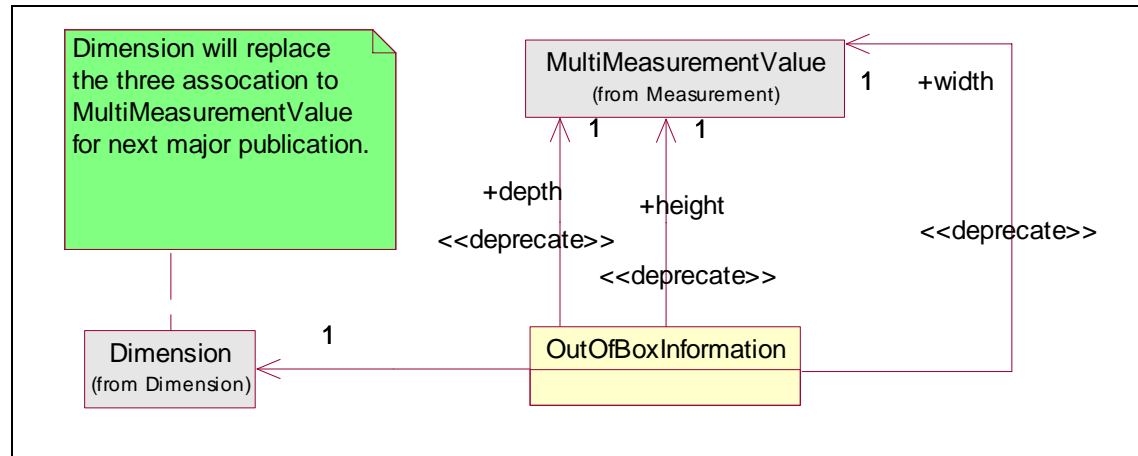 Dimension will replace
the three assocation to
MultiMeasurementValue
for next major publication.
MultiMeasurementValue
(from Measurement)
1
+width
1
1
+depth
+height
<<deprecate>>
<<deprecate>>
<<deprecate>>
1
Dimension
(from Dimension)
OutOfBoxInformation